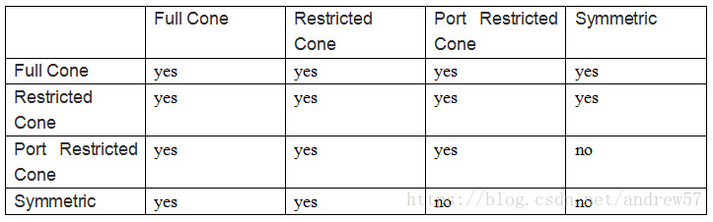 Full Cone Restricted Cone Port Restricted Cone Symmetric
Full Cone yes yes yes yes
Restricted Cone yes yes yes yes
Port Restricted Cone yes yes yes no
Symmetric yes yes no no
https://blog.csdn.net/andrew57